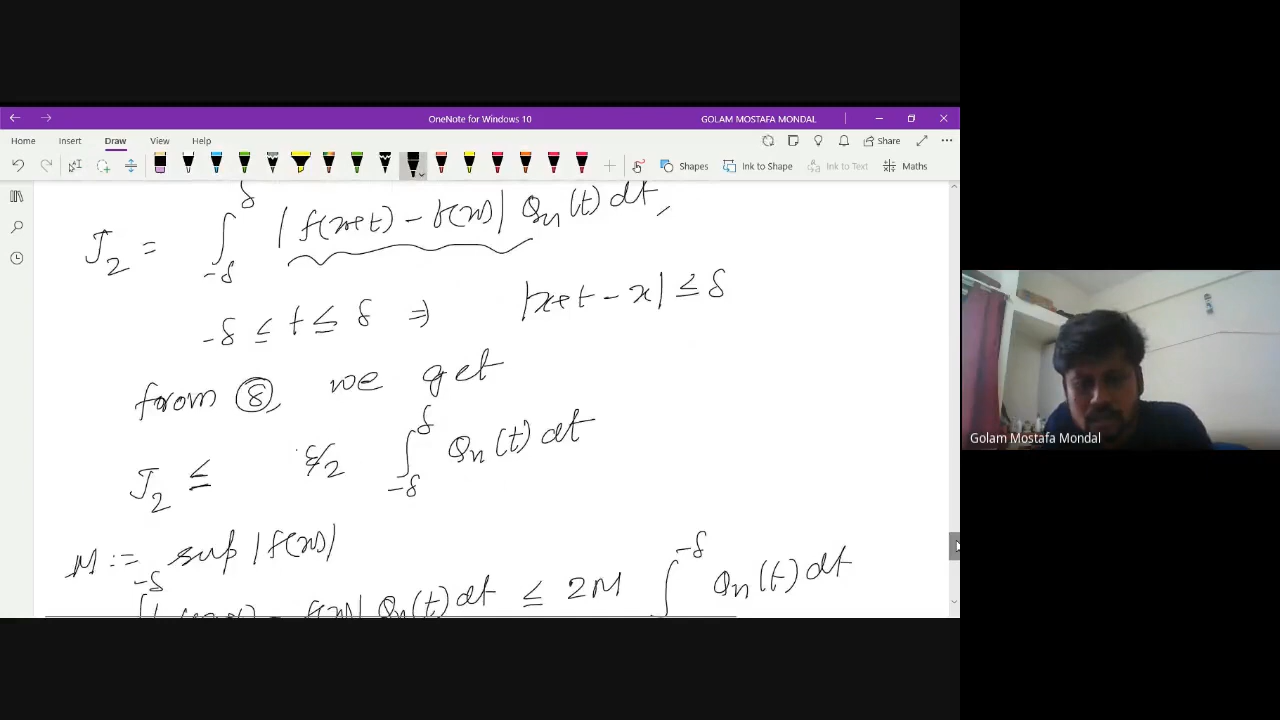 OneNote for Windows 10
GOLAM MOSTAFA MONDAL
Home Insert Draw View Help
Share
Shapes Ink to Shape Ink to Text Maths
J₂ = ∫_{-δ}^{δ} |f(x+t) - f(x)| Qₙ(t) dt,
-δ ≤ t ≤ δ ⇒ |x+t - x| ≤ δ
from ⑧, we get
J₂ ≤ ε/2 ∫_{-δ}^{δ} Qₙ(t) dt
M := sup |f(x)|
-δ
∫ | f(x+t) - f(x)| Qₙ(t) dt ≤ 2M ∫^{-δ} Qₙ(t) dt
Golam Mostafa Mondal